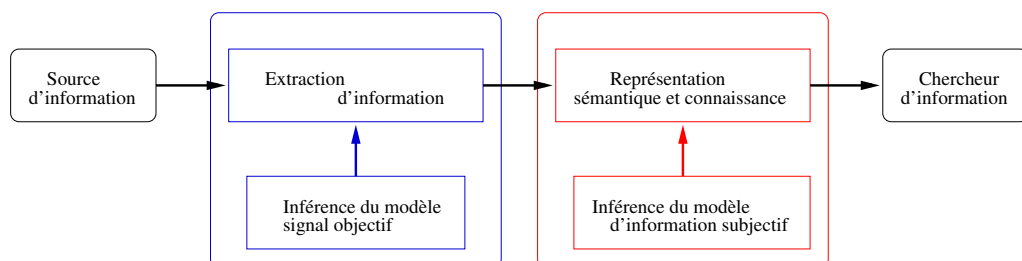 Source
d'information
Extraction
d'information
Représentation
sémantique et connaissance
Chercheur
d'information
Inférence du modèle
signal objectif
Inférence du modèle
d'information subjectif